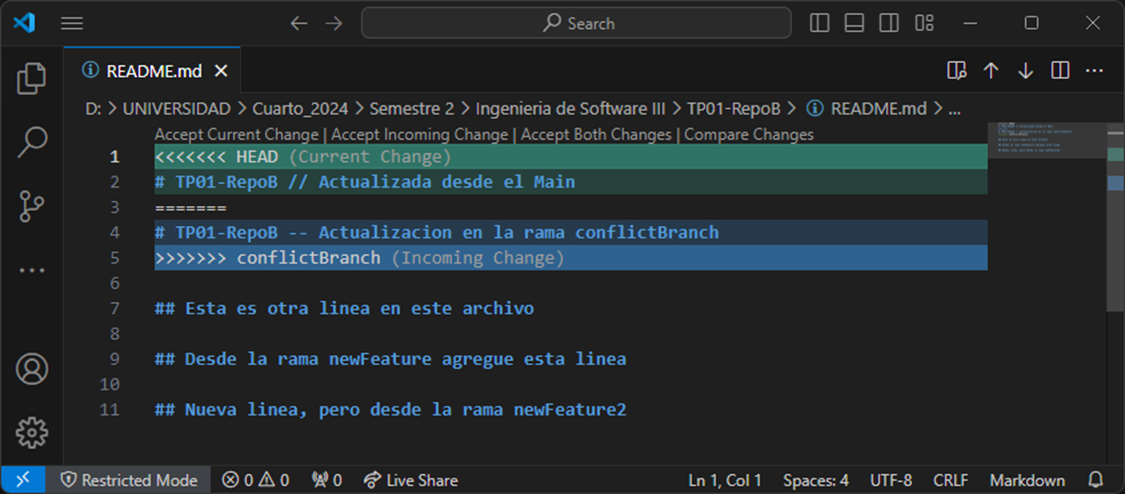 Search
README.md
D: > UNIVERSIDAD > Cuarto_2024 > Semestre 2 > Ingenieria de Software III > TP01-RepoB > README.md > ...
Accept Current Change | Accept Incoming Change | Accept Both Changes | Compare Changes
1 <<<<<<< HEAD (Current Change)
2 # TP01-RepoB // Actualizada desde el Main
3 =======
4 # TP01-RepoB -- Actualizacion en la rama conflictBranch
5 >>>>>>> conflictBranch (Incoming Change)
6
7 ## Esta es otra linea en este archivo
8
9 ## Desde la rama newFeature agregue esta linea
10
11 ## Nueva linea, pero desde la rama newFeature2
Restricted Mode 0 0 0 Live Share Ln 1, Col 1 Spaces: 4 UTF-8 CRLF Markdown